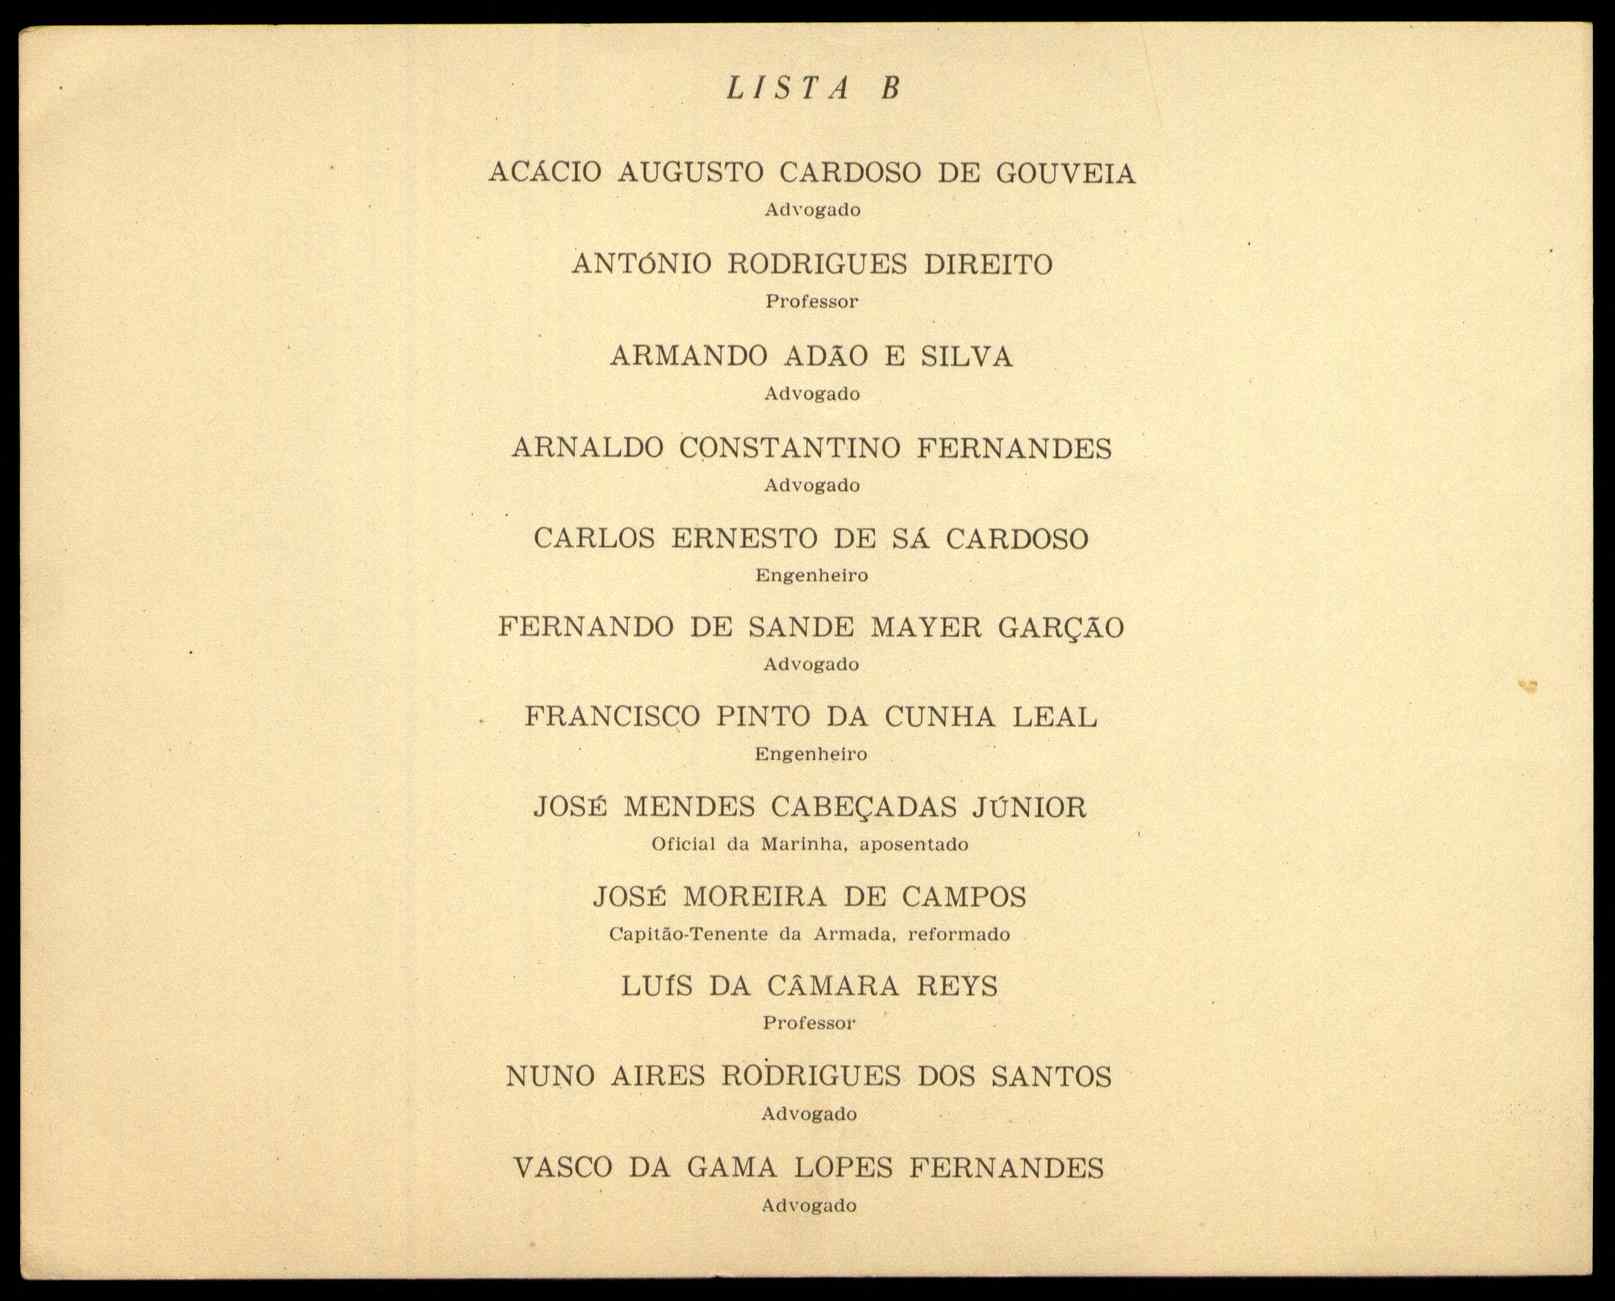 LISTA B
ACÁCIO AUGUSTO CARDOSO DE GOUVEIA
Advogado
ANTÓNIO RODRIGUES DIREITO
Professor
ARMANDO ADÃO E SILVA
Advogado
ARNALDO CONSTANTINO FERNANDES
Advogado
CARLOS ERNESTO DE SÁ CARDOSO
Engenheiro
FERNANDO DE SANDE MAYER GARÇÃO
Advogado
FRANCISCO PINTO DA CUNHA LEAL
Engenheiro
JOSÉ MENDES CABEÇADAS JÚNIOR
Oficial da Marinha, aposentado
JOSÉ MOREIRA DE CAMPOS
Capitão-Tenente da Armada, reformado
LUÍS DA CÂMARA REYS
Professor
NUNO AIRES RODRIGUES DOS SANTOS
Advogado
VASCO DA GAMA LOPES FERNANDES
Advogado